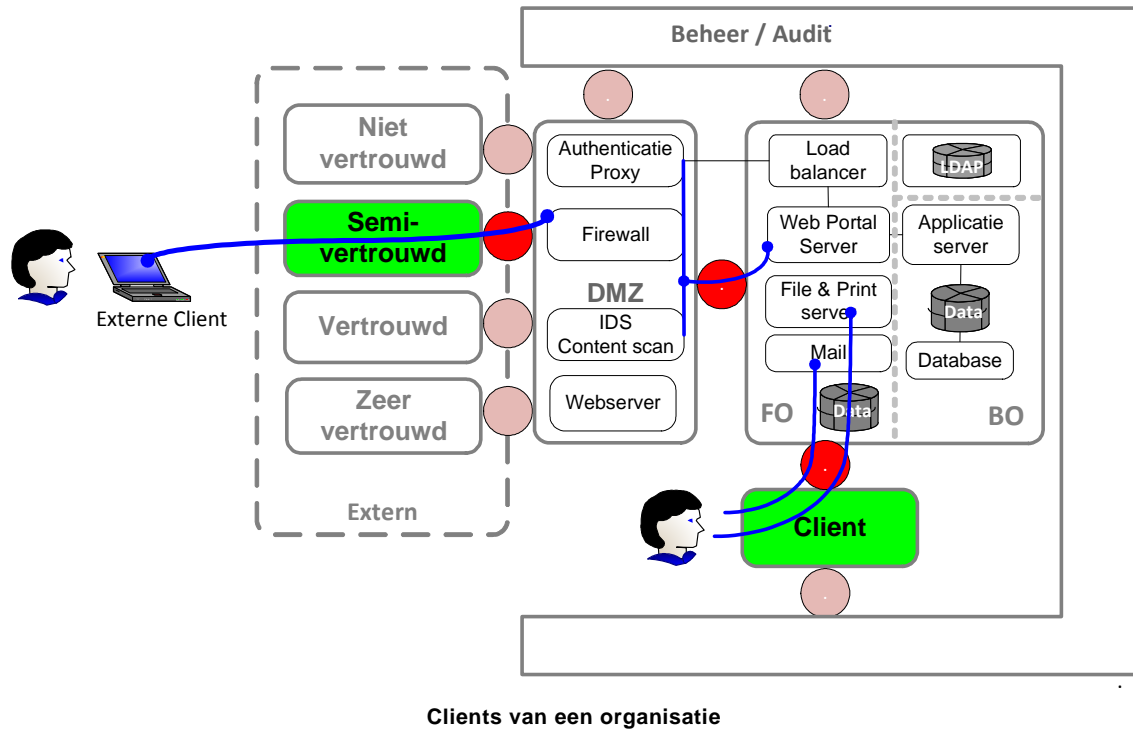 Beheer / Audit
Niet
vertrouwd
Semi-
vertrouwd
Vertrouwd
Zeer
vertrouwd
Extern
Externe Client
Authenticatie
Proxy
Firewall
DMZ
IDS
Content scan
Webserver
Load
balancer
Web Portal
Server
File & Print
server
Mail
Data
FO
LDAP
Applicatie
server
Data
Database
BO
Client
Clients van een organisatie